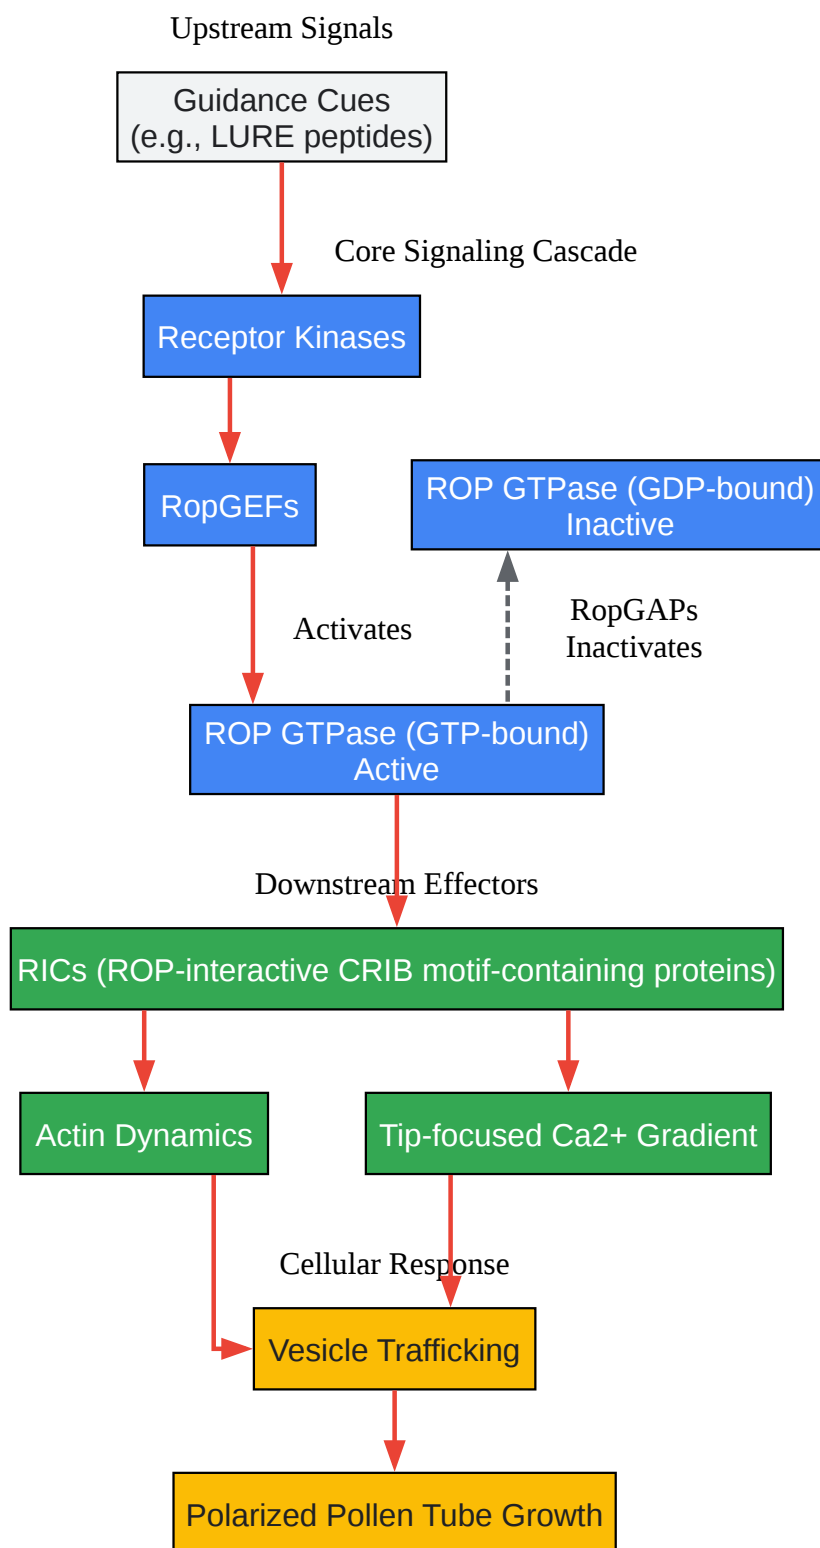 Upstream Signals
Guidance Cues
(e.g., LURE peptides)
Core Signaling Cascade
Receptor Kinases
RopGEFs
ROP GTPase (GDP-bound)
Inactive
Activates
RopGAPs
Inactivates
ROP GTPase (GTP-bound)
Active
Downstream Effectors
RICs (ROP-interactive CRIB motif-containing proteins)
Actin Dynamics
Tip-focused Ca2+ Gradient
Cellular Response
Vesicle Trafficking
Polarized Pollen Tube Growth